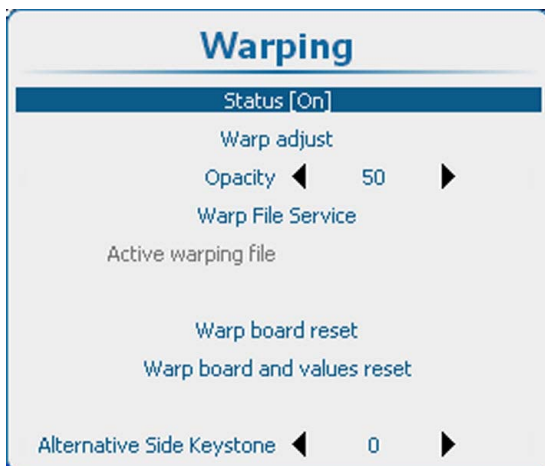 Warping
Status [On]
Warp adjust
Opacity 50
Warp File Service
Active warping file
Warp board reset
Warp board and values reset
Alternative Side Keystone 0